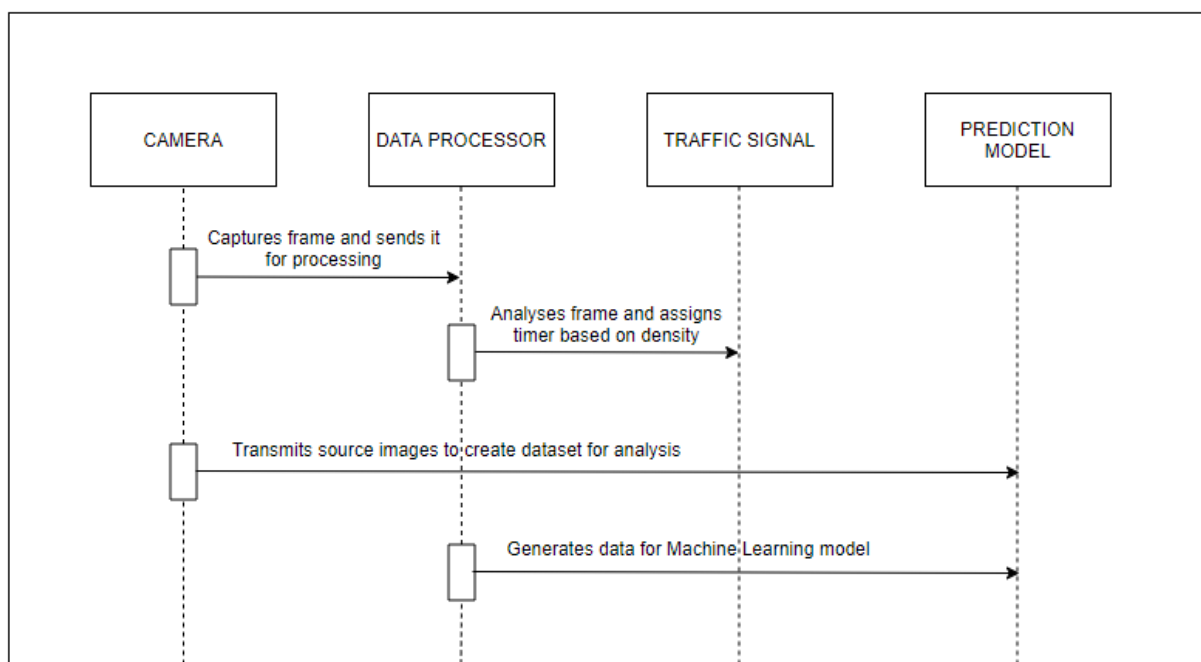 CAMERA
DATA PROCESSOR
TRAFFIC SIGNAL
PREDICTION
MODEL
Captures frame and sends it
for processing
Analyses frame and assigns
timer based on density
Transmits source images to create dataset for analysis
Generates data for Machine Learning model